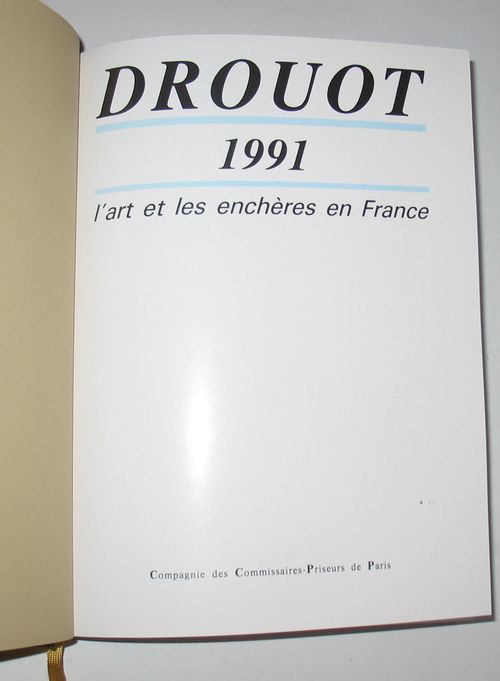 DROUOT
1991
l'art et les enchères en France
Compagnie des Commissaires-Priseurs de Paris